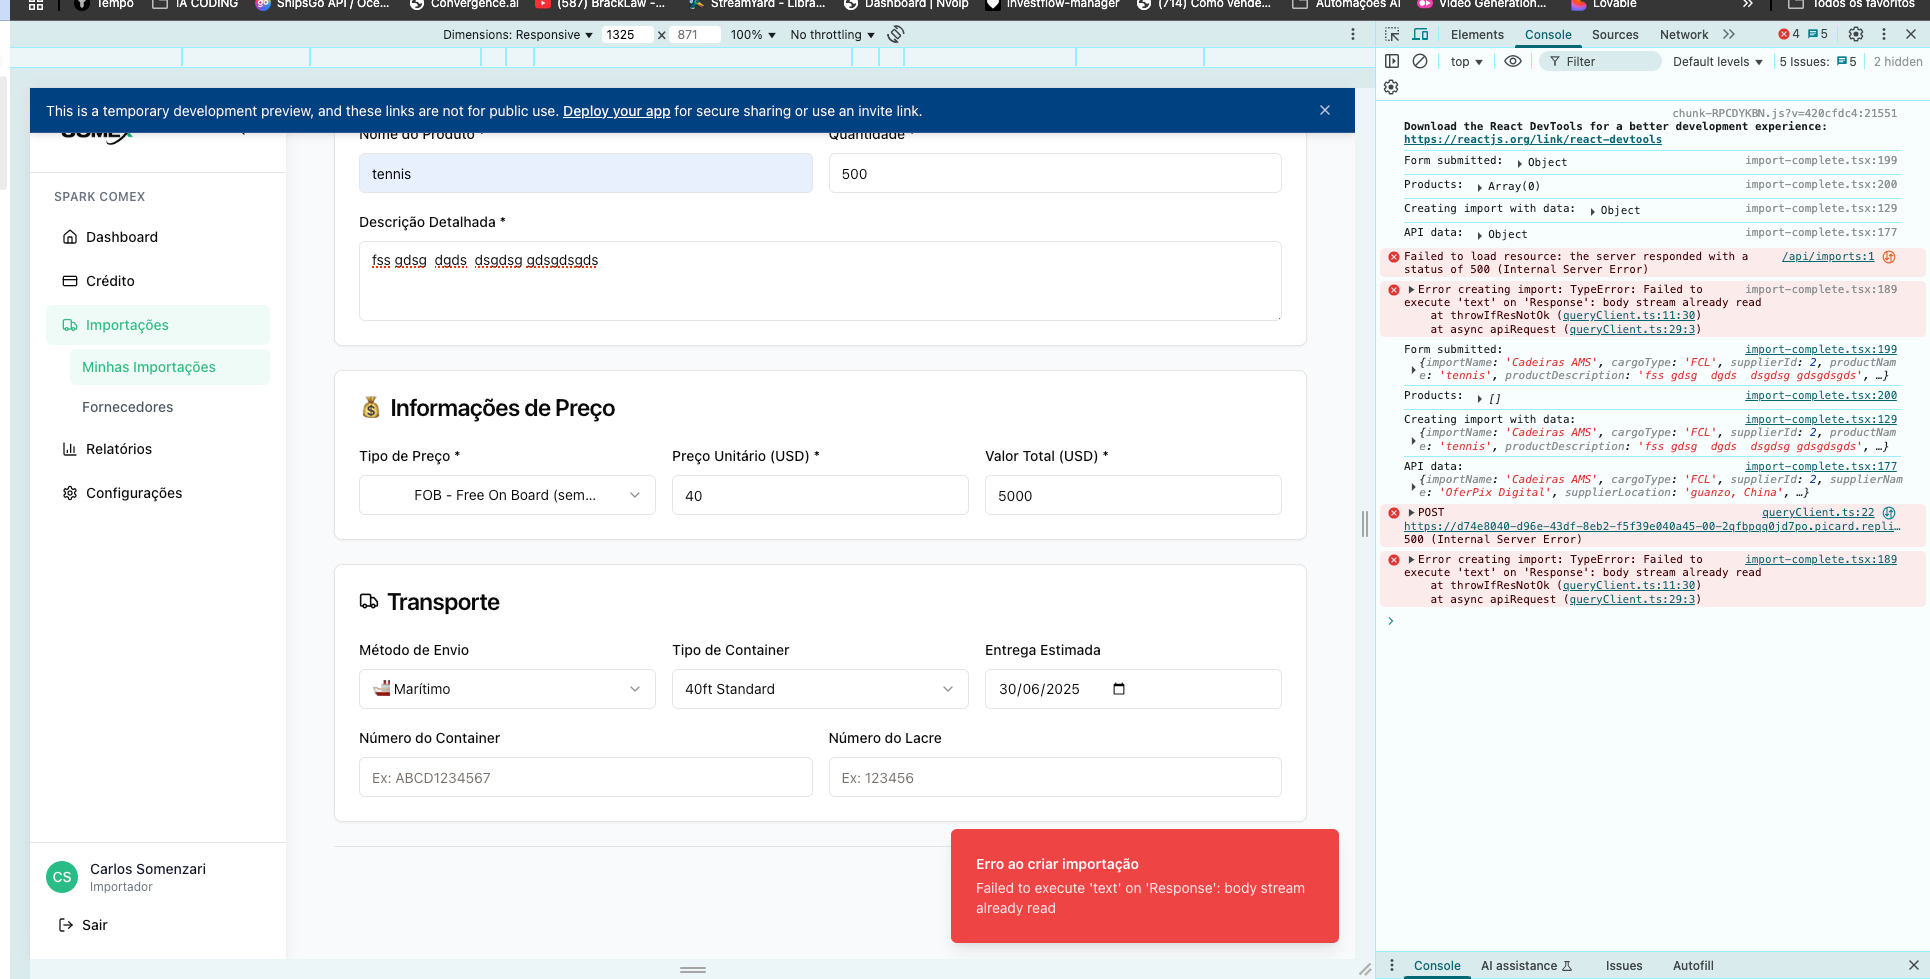 Tempo
IA CODING
ShipsGo API / Oce...
Convergence.ai
(587) BrackLaw -...
StreamYard - Libra...
Dashboard | Nvoip
investflow-manager
(714) Como vende...
Automações AI
Video Generation...
Lovable
Todos os favoritos
Dimensions: Responsive
1325
x
871
100%
No throttling
This is a temporary development preview, and these links are not for public use. Deploy your app for secure sharing or use an invite link.
COMEX
SPARK COMEX
Dashboard
Crédito
Importações
Minhas Importações
Fornecedores
Relatórios
Configurações
CS
Carlos Somenzari
Importador
Sair
Nome do Produto *
Quantidade *
tennis
500
Descrição Detalhada *
fss gdsg  dgds  dsgdsg gdsgdsgds
Informações de Preço
Tipo de Preço *
Preço Unitário (USD) *
Valor Total (USD) *
FOB - Free On Board (sem...
40
5000
Transporte
Método de Envio
Tipo de Container
Entrega Estimada
Marítimo
40ft Standard
30/06/2025
Número do Container
Número do Lacre
Ex: ABCD1234567
Ex: 123456
Erro ao criar importação
Failed to execute 'text' on 'Response': body stream
already read
Elements
Console
Sources
Network
4
5
top
Filter
Default levels
5 Issues:
5
2 hidden
chunk-RPCDYKBN.js?v=420cfdc4:21551
Download the React DevTools for a better development experience:
https://reactjs.org/link/react-devtools
Form submitted: Object import-complete.tsx:199
Products: Array(0) import-complete.tsx:200
Creating import with data: Object import-complete.tsx:129
API data: Object import-complete.tsx:177
Failed to load resource: the server responded with a /api/imports:1
status of 500 (Internal Server Error)
Error creating import: TypeError: Failed to import-complete.tsx:189
execute 'text' on 'Response': body stream already read
at throwIfResNotOk (queryClient.ts:11:30)
at async apiRequest (queryClient.ts:29:3)
Form submitted: import-complete.tsx:199
{importName: 'Cadeiras AMS', cargoType: 'FCL', supplierId: 2, productNam
e: 'tennis', productDescription: 'fss gdsg  dgds  dsgdsg gdsgdsgds', …}
Products: [] import-complete.tsx:200
Creating import with data: import-complete.tsx:129
{importName: 'Cadeiras AMS', cargoType: 'FCL', supplierId: 2, productNam
e: 'tennis', productDescription: 'fss gdsg  dgds  dsgdsg gdsgdsgds', …}
API data: import-complete.tsx:177
{importName: 'Cadeiras AMS', cargoType: 'FCL', supplierId: 2, supplierNam
e: 'OferPix Digital', supplierLocation: 'guanzo, China', …}
POST queryClient.ts:22
https://d74e8040-d96e-43df-8eb2-f5f39e040a45-00-2qfbpqq0jd7po.picard.repli…
500 (Internal Server Error)
Error creating import: TypeError: Failed to import-complete.tsx:189
execute 'text' on 'Response': body stream already read
at throwIfResNotOk (queryClient.ts:11:30)
at async apiRequest (queryClient.ts:29:3)
Console
AI assistance
Issues
Autofill